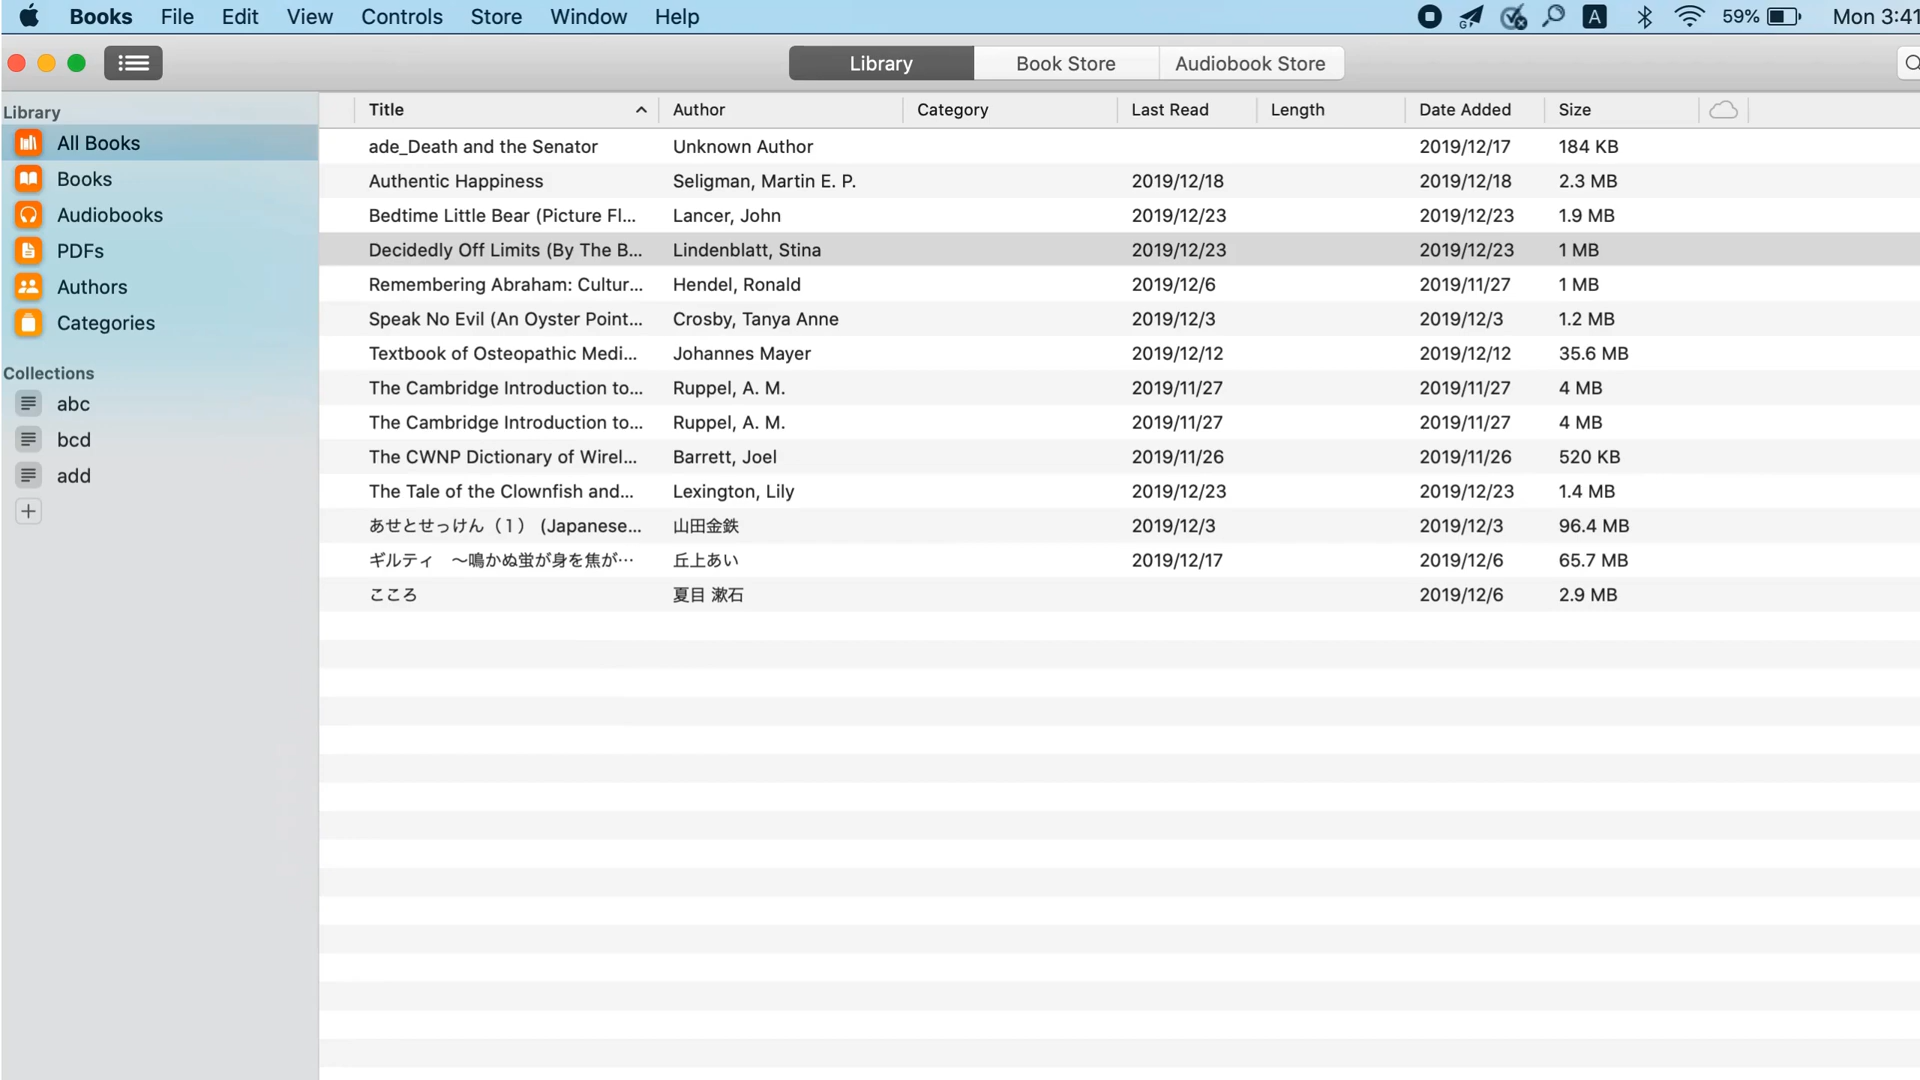 Books File Edit View Controls Store Window Help A 59% Mon 3:41
Library Book Store Audiobook Store
Library
All Books
Books
Audiobooks
PDFs
Authors
Categories
Collections
abc
bcd
add
Title Author Category Last Read Length Date Added Size
ade_Death and the Senator Unknown Author 2019/12/17 184 KB
Authentic Happiness Seligman, Martin E. P. 2019/12/18 2019/12/18 2.3 MB
Bedtime Little Bear (Picture Fl... Lancer, John 2019/12/23 2019/12/23 1.9 MB
Decidedly Off Limits (By The B... Lindenblatt, Stina 2019/12/23 2019/12/23 1 MB
Remembering Abraham: Cultur... Hendel, Ronald 2019/12/6 2019/11/27 1 MB
Speak No Evil (An Oyster Point... Crosby, Tanya Anne 2019/12/3 2019/12/3 1.2 MB
Textbook of Osteopathic Medi... Johannes Mayer 2019/12/12 2019/12/12 35.6 MB
The Cambridge Introduction to... Ruppel, A. M. 2019/11/27 2019/11/27 4 MB
The Cambridge Introduction to... Ruppel, A. M. 2019/11/27 2019/11/27 4 MB
The CWNP Dictionary of Wirel... Barrett, Joel 2019/11/26 2019/11/26 520 KB
The Tale of the Clownfish and... Lexington, Lily 2019/12/23 2019/12/23 1.4 MB
あせとせっけん（１） (Japanese... 山田金鉄 2019/12/3 2019/12/3 96.4 MB
ギルティ　～鳴かぬ蛍が身を焦が… 丘上あい 2019/12/17 2019/12/6 65.7 MB
こころ 夏目 漱石 2019/12/6 2.9 MB